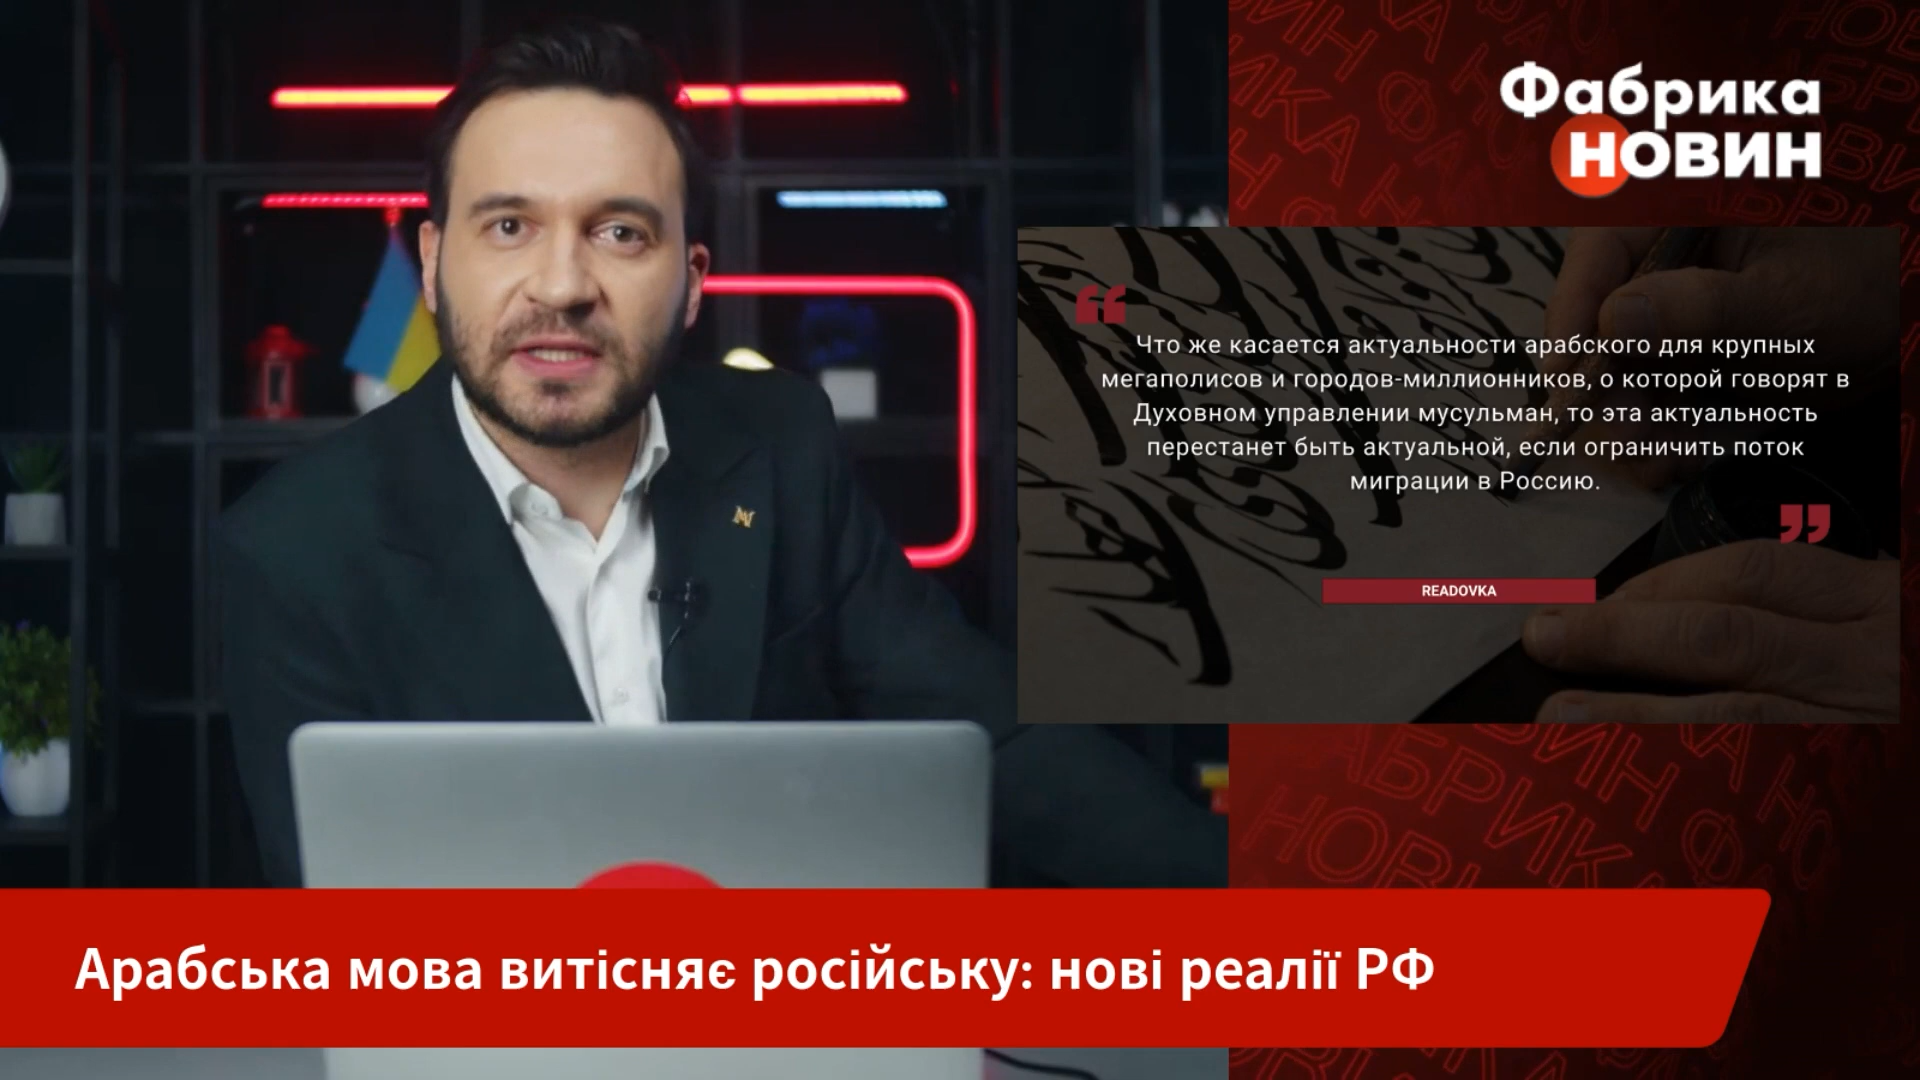 Фабрика
НОВИН
“
Что же касается актуальности арабского для крупных
мегаполисов и городов-миллионников, о которой говорят в
Духовном управлении мусульман, то эта актуальность
перестанет быть актуальной, если ограничить поток
миграции в Россию.
”
READOVKA
Арабська мова витісняє російську: нові реалії РФ